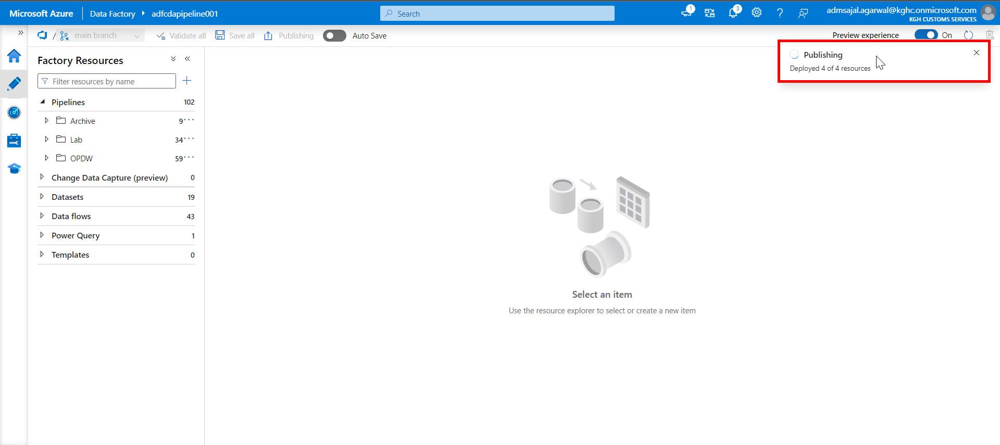 Microsoft Azure
Data Factory
adfcdapipeline001
Search
1
3
admsajal.agarwal@kghc.onmicrosoft.com
KGH CUSTOMS SERVICES
/
main branch
Validate all
Save all
Publishing
Auto Save
Preview experience
On
Publishing
Deployed 4 of 4 resources
Factory Resources
Filter resources by name
Pipelines 102
Archive 9
Lab 34
OPDW 59
Change Data Capture (preview) 0
Datasets 19
Data flows 43
Power Query 1
Templates 0
Select an item
Use the resource explorer to select or create a new item